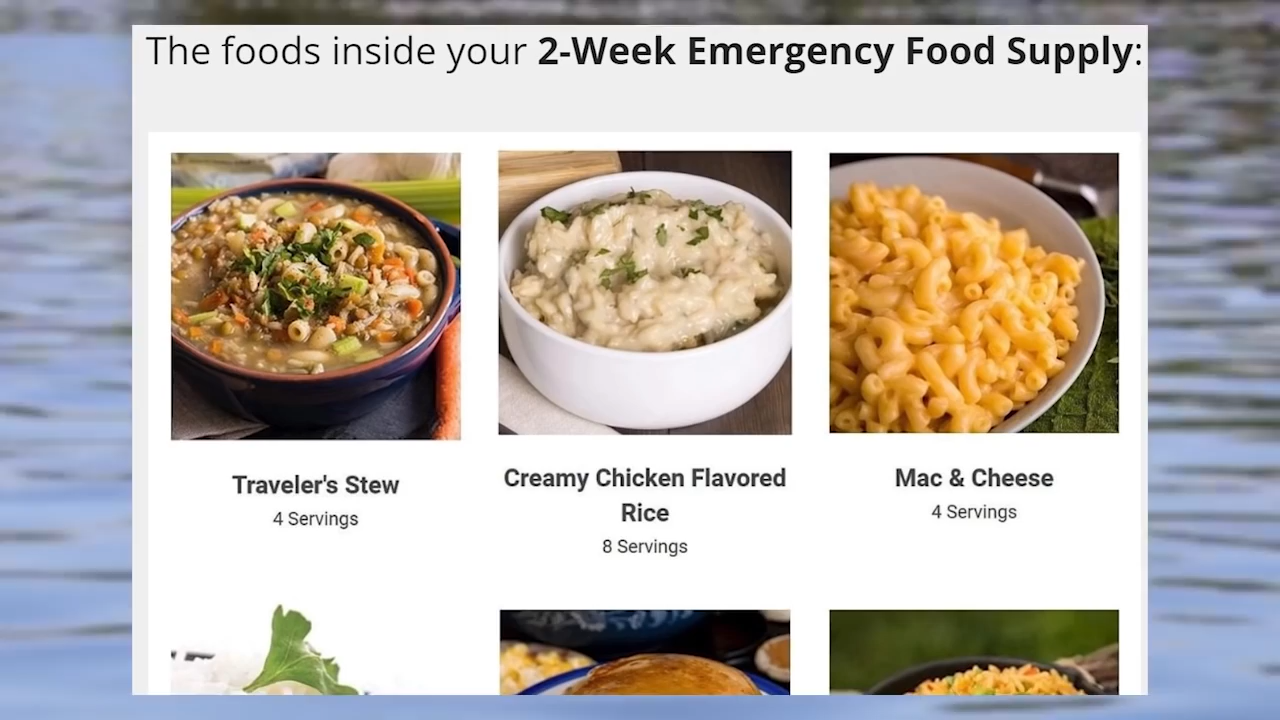 The foods inside your 2-Week Emergency Food Supply:
Traveler's Stew
4 Servings
Creamy Chicken Flavored
Rice
8 Servings
Mac & Cheese
4 Servings